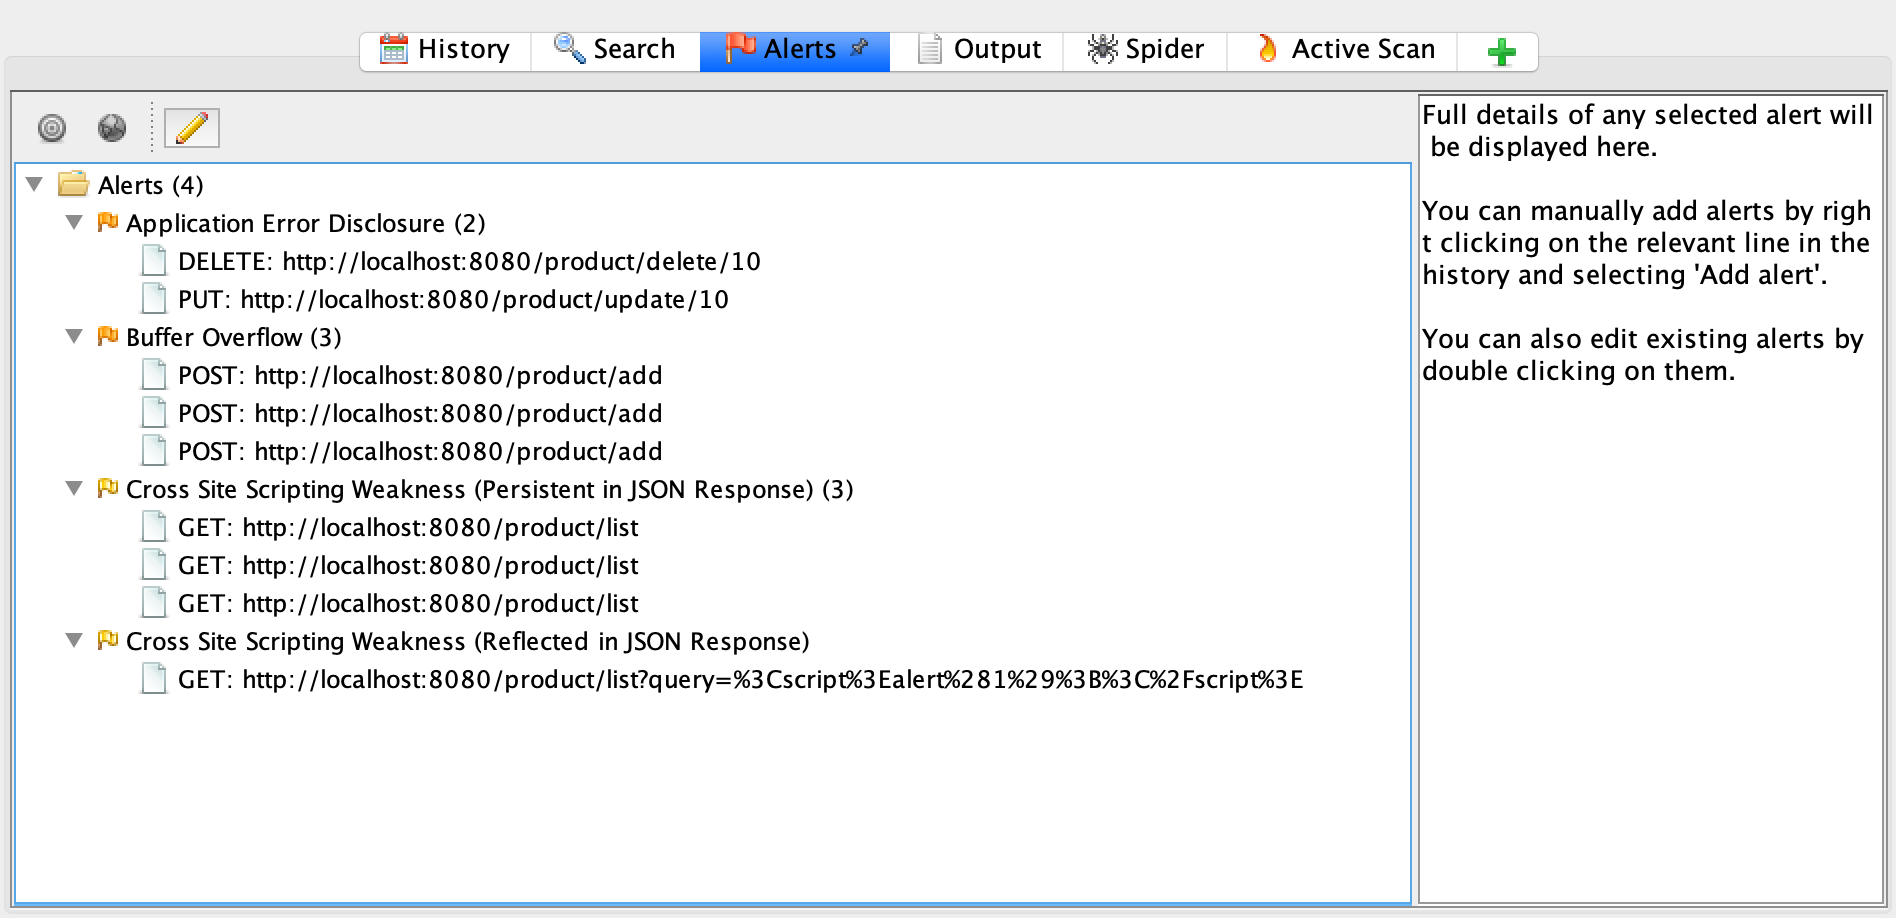 History Search Alerts Output Spider Active Scan
Alerts (4)
Application Error Disclosure (2)
DELETE: http://localhost:8080/product/delete/10
PUT: http://localhost:8080/product/update/10
Buffer Overflow (3)
POST: http://localhost:8080/product/add
POST: http://localhost:8080/product/add
POST: http://localhost:8080/product/add
Cross Site Scripting Weakness (Persistent in JSON Response) (3)
GET: http://localhost:8080/product/list
GET: http://localhost:8080/product/list
GET: http://localhost:8080/product/list
Cross Site Scripting Weakness (Reflected in JSON Response)
GET: http://localhost:8080/product/list?query=%3Cscript%3Ealert%281%29%3B%3C%2Fscript%3E
Full details of any selected alert will
be displayed here.
You can manually add alerts by righ
t clicking on the relevant line in the
history and selecting 'Add alert'.
You can also edit existing alerts by
double clicking on them.